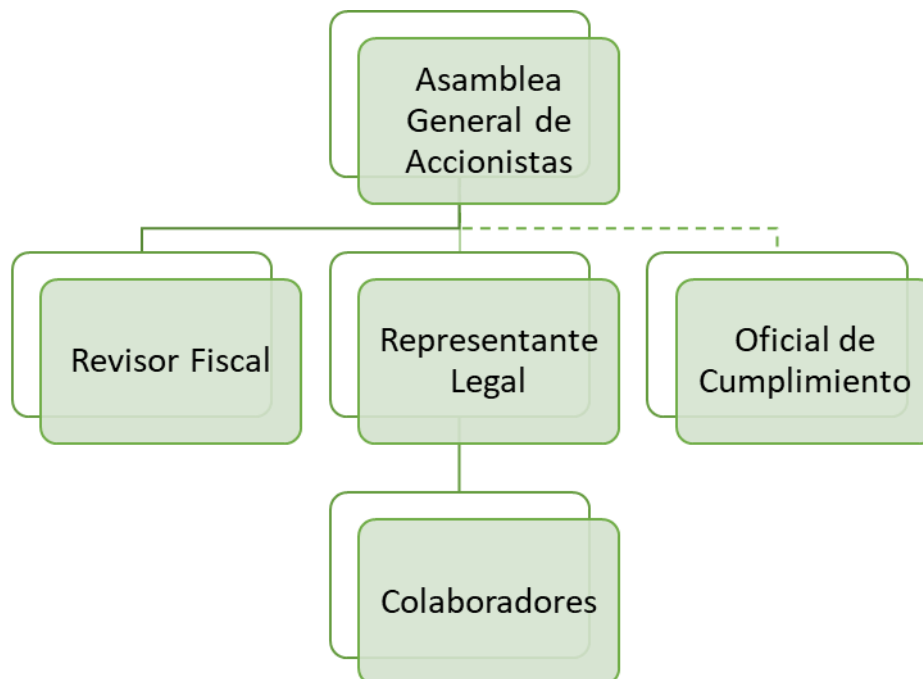 Asamblea
General de
Accionistas
Revisor Fiscal
Representante
Legal
Oficial de
Cumplimiento
Colaboradores